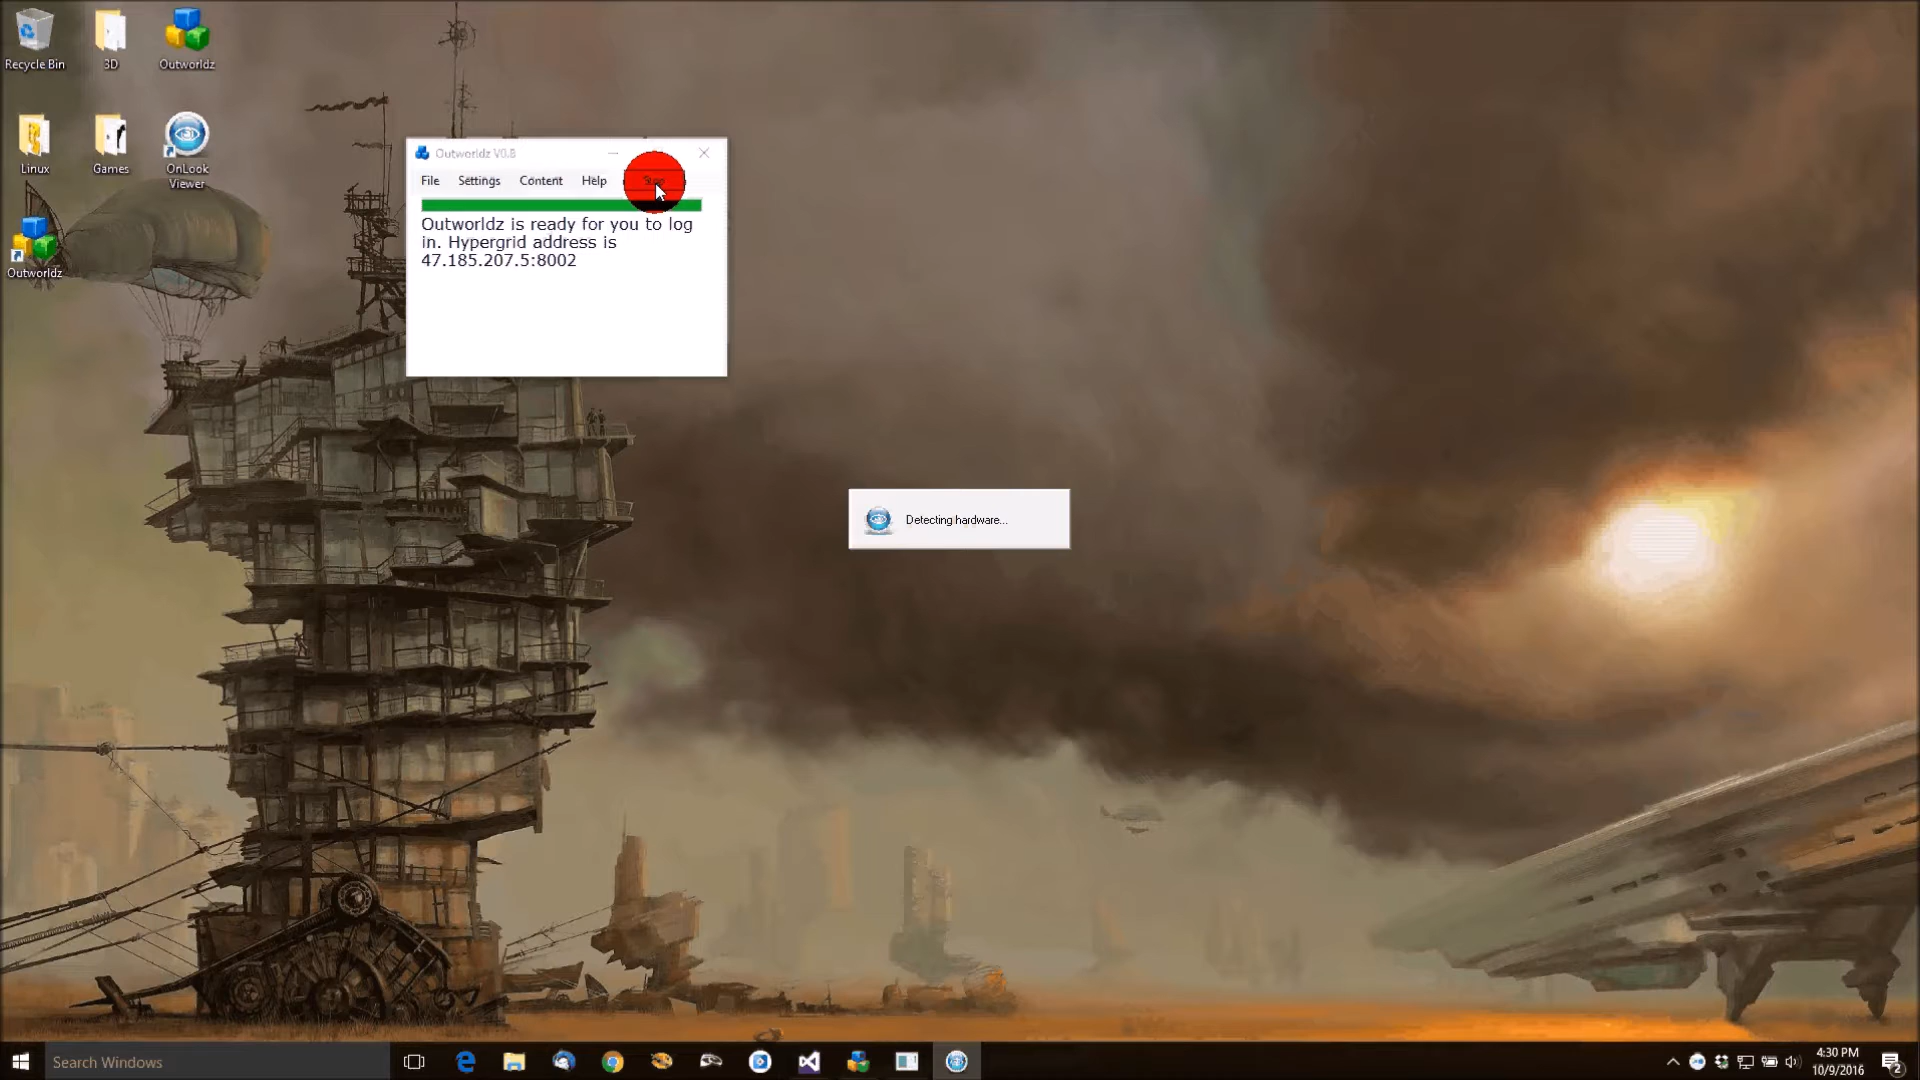 Recycle Bin
3D
Outworldz
Linux
Games
OnLook
Viewer
Outworldz
Outworldz V0.8
File
Settings
Content
Help
Stop
Outworldz is ready for you to log
in. Hypergrid address is
47.185.207.5:8002
Detecting hardware...
Search Windows
4:30 PM
10/9/2016
2